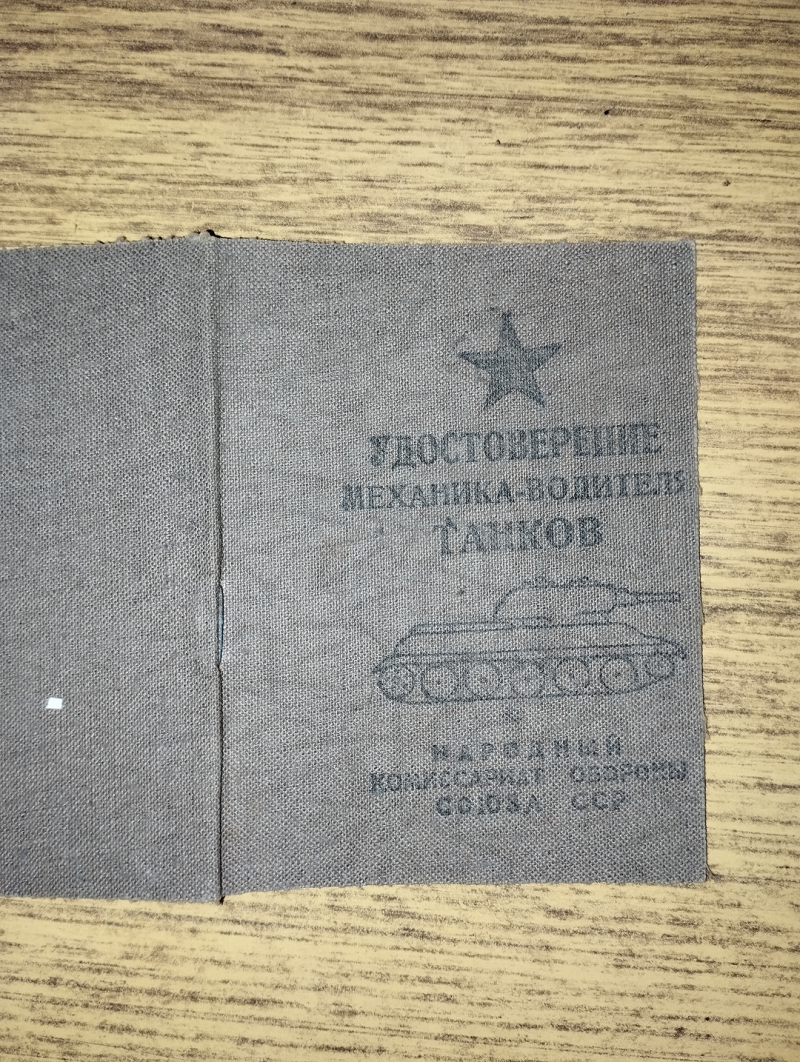 УДОСТОВЕРЕНИЕ
МЕХАНИКА-ВОДИТЕЛЯ
ТАНКОВ
НАРОДНЫЙ
КОМИССАРИАТ ОБОРОНЫ
СОЮЗА ССР